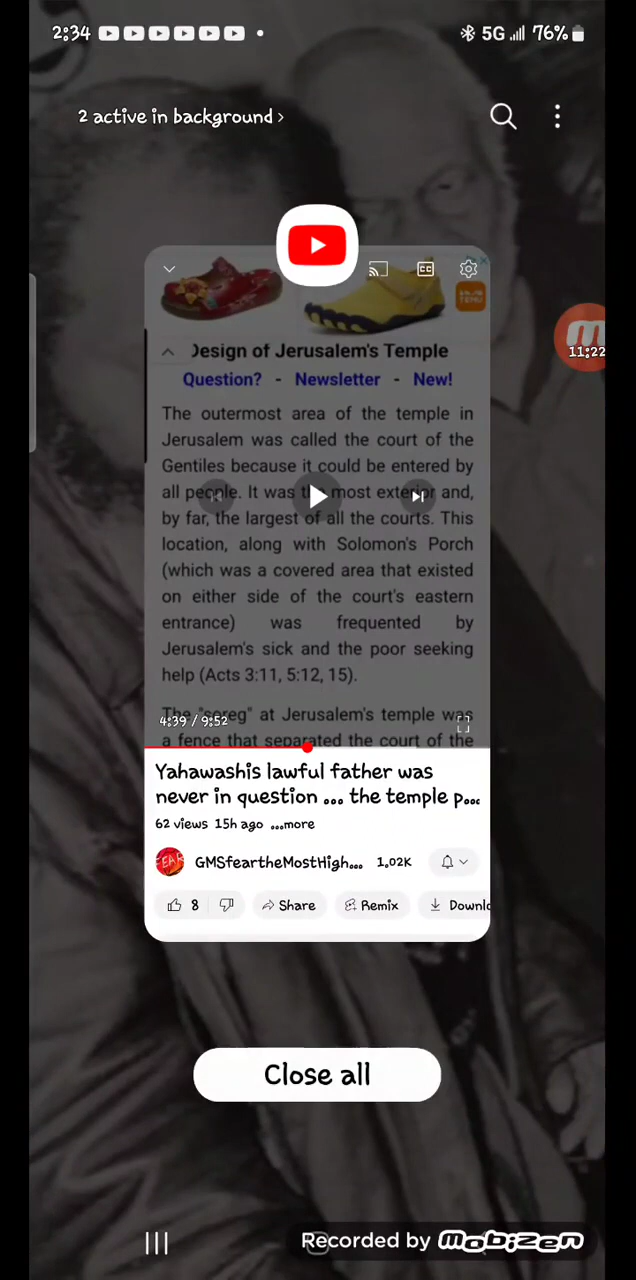 2:34
5G 76%
2 active in background >
CC
TEMU
11:22
Design of Jerusalem's Temple
Question? - Newsletter - New!
The outermost area of the temple in
Jerusalem was called the court of the
Gentiles because it could be entered by
all people. It was the most exterior and,
by far, the largest of all the courts. This
location, along with Solomon's Porch
(which was a covered area that existed
on either side of the court's eastern
entrance) was frequented by
Jerusalem's sick and the poor seeking
help (Acts 3:11, 5:12, 15).
The "soreg" at Jerusalem's temple was
4:39 / 9:52
a fence that separated the court of the
Yahawashis lawful father was
never in question ... the temple p...
62 views 15h ago ...more
FEAR
GMSfeartheMostHigh... 1.02K
8 Share Remix Downlo
Close all
Recorded by mobizen